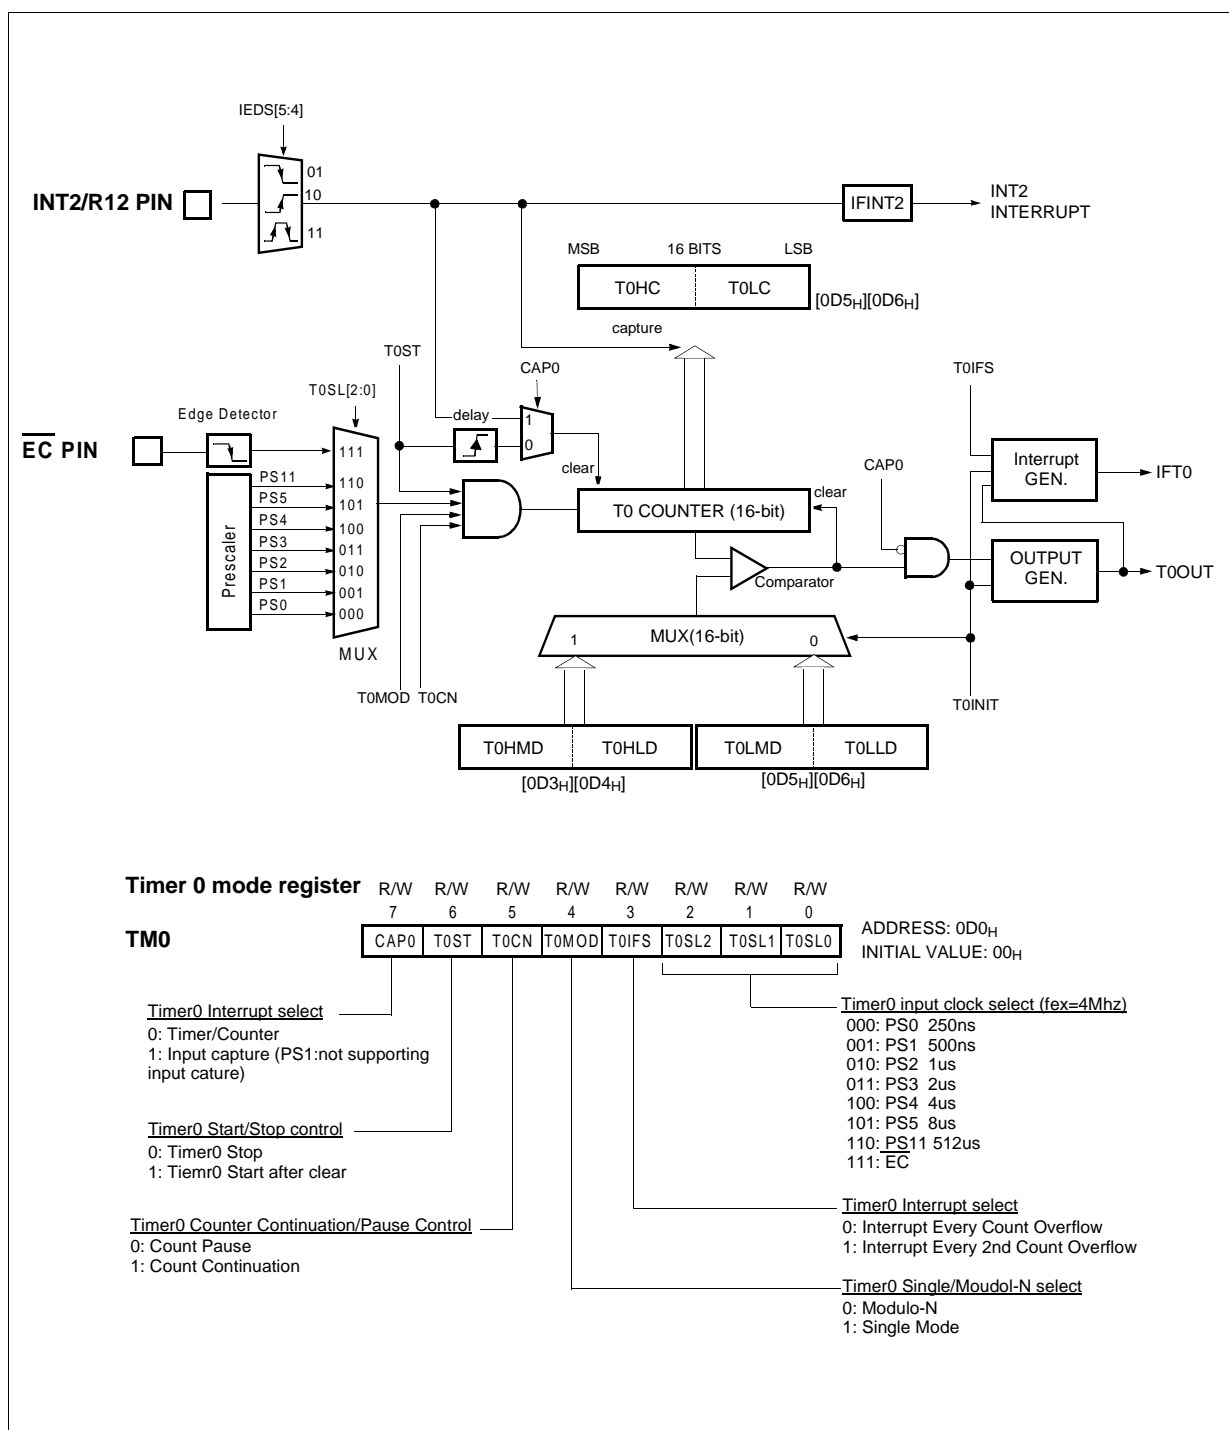 IEDS[5:4]
01
10
11
INT2/R12 PIN
IFINT2
INT2
INTERRUPT
MSB 16 BITS LSB
T0HC T0LC
[0D5H][0D6H]
capture
T0ST
CAP0
T0IFS
T0SL[2:0]
delay
1
0
Edge Detector
EC PIN
111
clear
CAP0
Interrupt
GEN.
IFT0
Prescaler
PS11 110
PS5 101
PS4 100
PS3 011
PS2 010
PS1 001
PS0 000
MUX
T0 COUNTER (16-bit)
clear
Comparator
OUTPUT
GEN.
T0OUT
1 MUX(16-bit) 0
T0MOD T0CN
T0INIT
T0HMD T0HLD
T0LMD T0LLD
[0D3H][0D4H]
[0D5H][0D6H]
Timer 0 mode register
R/W R/W R/W R/W R/W R/W R/W R/W
7 6 5 4 3 2 1 0
TM0
CAP0 T0ST T0CN T0MOD T0IFS T0SL2 T0SL1 T0SL0
ADDRESS: 0D0H
INITIAL VALUE: 00H
Timer0 Interrupt select
0: Timer/Counter
1: Input capture (PS1:not supporting
input cature)
Timer0 Start/Stop control
0: Timer0 Stop
1: Tiemr0 Start after clear
Timer0 Counter Continuation/Pause Control
0: Count Pause
1: Count Continuation
Timer0 input clock select (fex=4Mhz)
000: PS0 250ns
001: PS1 500ns
010: PS2 1us
011: PS3 2us
100: PS4 4us
101: PS5 8us
110: PS11 512us
111: EC
Timer0 Interrupt select
0: Interrupt Every Count Overflow
1: Interrupt Every 2nd Count Overflow
Timer0 Single/Moudol-N select
0: Modulo-N
1: Single Mode